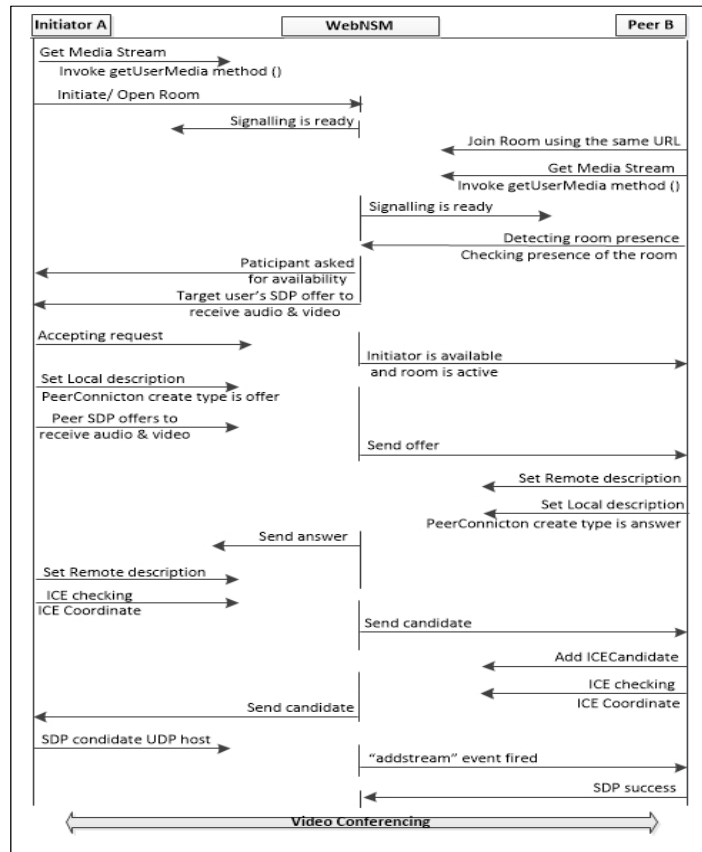 Initiator A WebNSM Peer B
Get Media Stream
Invoke getUserMedia method ()
Initiate/ Open Room
Signalling is ready
Join Room using the same URL
Get Media Stream
Invoke getUserMedia method ()
Signalling is ready
Detecting room presence
Checking presence of the room
Paticipant asked
for availability
Target user's SDP offer to
receive audio & video
Accepting request
Initiator is available
and room is active
Set Local description
PeerConnicton create type is offer
Peer SDP offers to
receive audio & video
Send offer
Set Remote description
Set Local description
PeerConnicton create type is answer
Send answer
Set Remote description
ICE checking
ICE Coordinate
Send candidate
Add ICECandidate
ICE checking
ICE Coordinate
Send candidate
SDP candidate UDP host
“addstream” event fired
SDP success
Video Conferencing